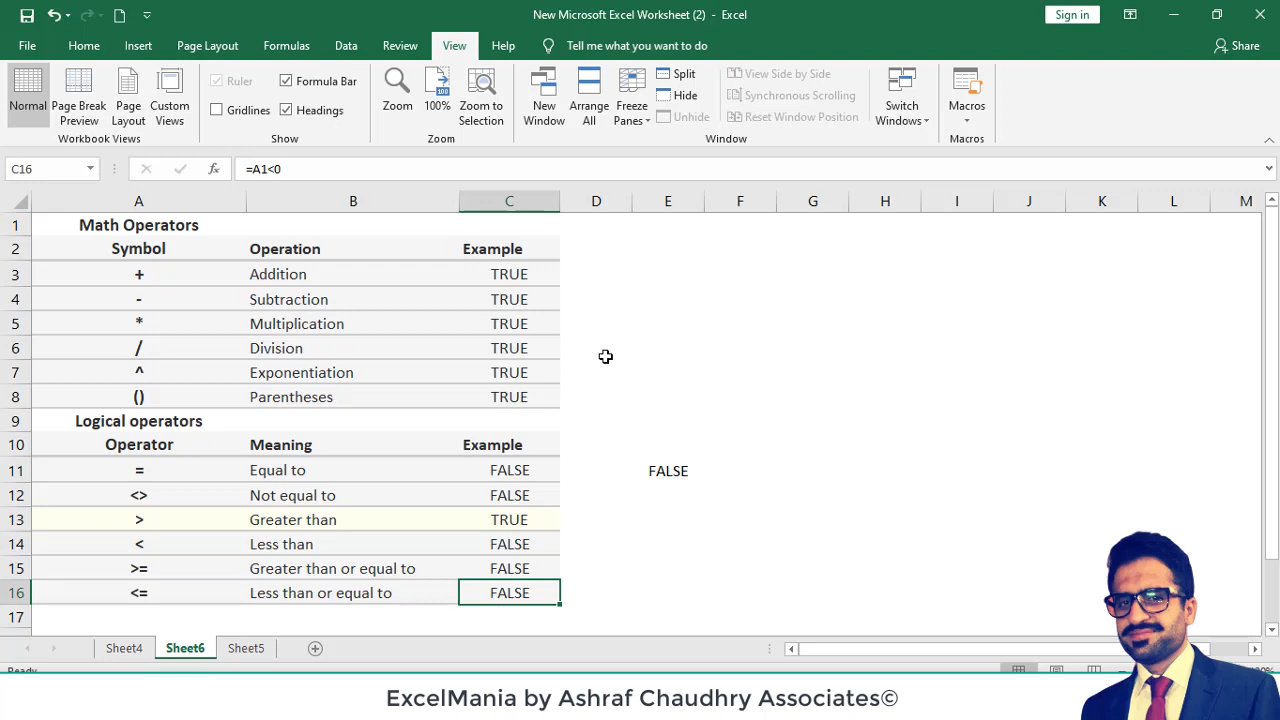 New Microsoft Excel Worksheet (2) - Excel
Sign in
File Home Insert Page Layout Formulas Data Review View Help Tell me what you want to do Share
Normal
Page Break Preview
Page Layout
Custom Views
Ruler
Formula Bar
Gridlines
Headings
Zoom
100%
Zoom to Selection
New Window
Arrange All
Freeze Panes
Split
Hide
Unhide
View Side by Side
Synchronous Scrolling
Reset Window Position
Switch Windows
Macros
Workbook Views Show Zoom Window Macros
C16 fx =A1<0
A B C D E F G H I J K L M
1 Math Operators
2 Symbol Operation Example
3 + Addition TRUE
4 - Subtraction TRUE
5 * Multiplication TRUE
6 / Division TRUE
7 ^ Exponentiation TRUE
8 () Parentheses TRUE
9 Logical operators
10 Operator Meaning Example
11 = Equal to FALSE FALSE
12 <> Not equal to FALSE
13 > Greater than TRUE
14 < Less than FALSE
15 >= Greater than or equal to FALSE
16 <= Less than or equal to FALSE
17
Sheet4 Sheet6 Sheet5
ExcelMania by Ashraf Chaudhry Associates©